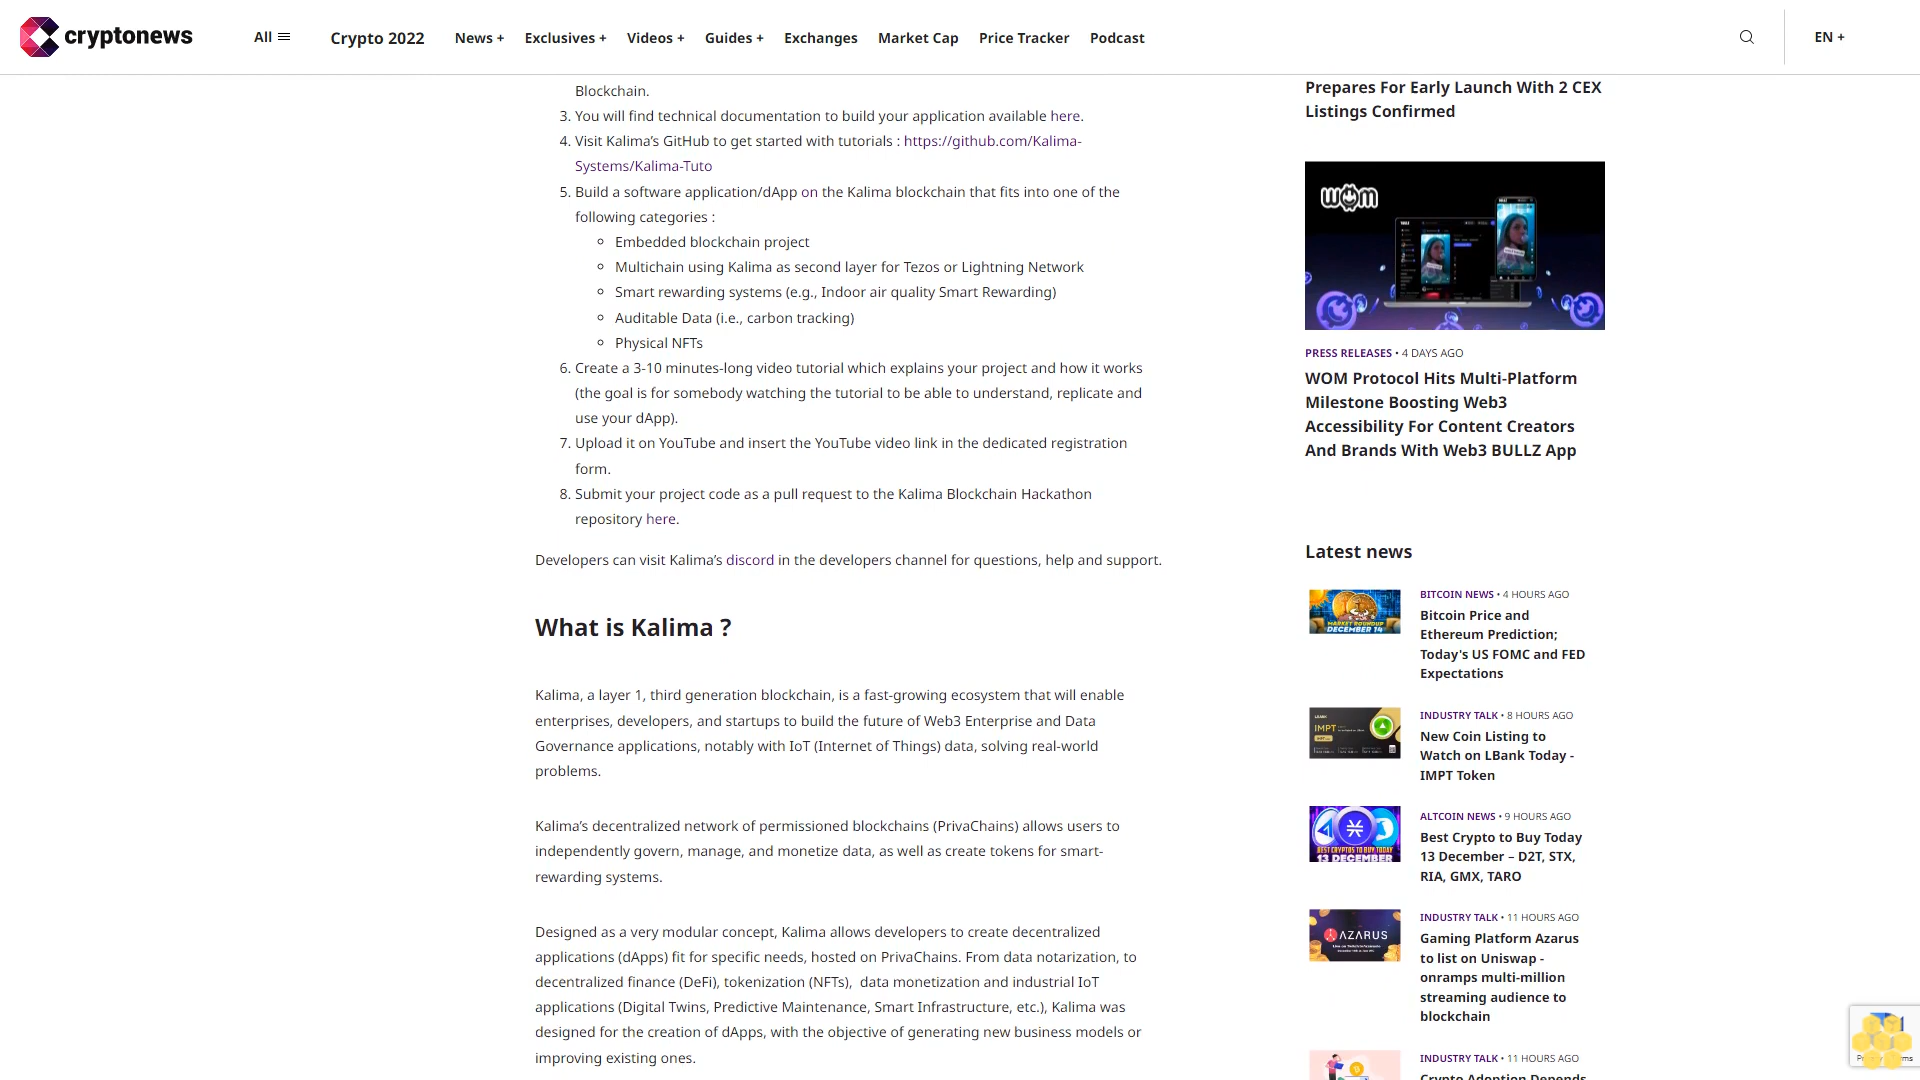 cryptonews
All
Crypto 2022
News +
Exclusives +
Videos +
Guides +
Exchanges
Market Cap
Price Tracker
Podcast
EN +
Blockchain.
3. You will find technical documentation to build your application available here.
4. Visit Kalima’s GitHub to get started with tutorials : https://github.com/Kalima-
Systems/Kalima-Tuto
5. Build a software application/dApp on the Kalima blockchain that fits into one of the
following categories :
Embedded blockchain project
Multichain using Kalima as second layer for Tezos or Lightning Network
Smart rewarding systems (e.g., Indoor air quality Smart Rewarding)
Auditable Data (i.e., carbon tracking)
Physical NFTs
6. Create a 3-10 minutes-long video tutorial which explains your project and how it works
(the goal is for somebody watching the tutorial to be able to understand, replicate and
use your dApp).
7. Upload it on YouTube and insert the YouTube video link in the dedicated registration
form.
8. Submit your project code as a pull request to the Kalima Blockchain Hackathon
repository here.
Developers can visit Kalima’s discord in the developers channel for questions, help and support.
What is Kalima ?
Kalima, a layer 1, third generation blockchain, is a fast-growing ecosystem that will enable
enterprises, developers, and startups to build the future of Web3 Enterprise and Data
Governance applications, notably with IoT (Internet of Things) data, solving real-world
problems.
Kalima’s decentralized network of permissioned blockchains (PrivaChains) allows users to
independently govern, manage, and monetize data, as well as create tokens for smart-
rewarding systems.
Designed as a very modular concept, Kalima allows developers to create decentralized
applications (dApps) fit for specific needs, hosted on PrivaChains. From data notarization, to
decentralized finance (DeFi), tokenization (NFTs),  data monetization and industrial IoT
applications (Digital Twins, Predictive Maintenance, Smart Infrastructure, etc.), Kalima was
designed for the creation of dApps, with the objective of generating new business models or
improving existing ones.
Prepares For Early Launch With 2 CEX
Listings Confirmed
WOM
PRESS RELEASES • 4 DAYS AGO
WOM Protocol Hits Multi-Platform
Milestone Boosting Web3
Accessibility For Content Creators
And Brands With Web3 BULLZ App
Latest news
MARKET ROUNDUP
DECEMBER 14
BITCOIN NEWS • 4 HOURS AGO
Bitcoin Price and
Ethereum Prediction;
Today's US FOMC and FED
Expectations
IMPT
INDUSTRY TALK • 8 HOURS AGO
New Coin Listing to
Watch on LBank Today -
IMPT Token
BEST CRYPTOS TO BUY TODAY
13 DECEMBER
ALTCOIN NEWS • 9 HOURS AGO
Best Crypto to Buy Today
13 December – D2T, STX,
RIA, GMX, TARO
AZARUS
INDUSTRY TALK • 11 HOURS AGO
Gaming Platform Azarus
to list on Uniswap -
onramps multi-million
streaming audience to
blockchain
INDUSTRY TALK • 11 HOURS AGO
Crypto Adoption Depends